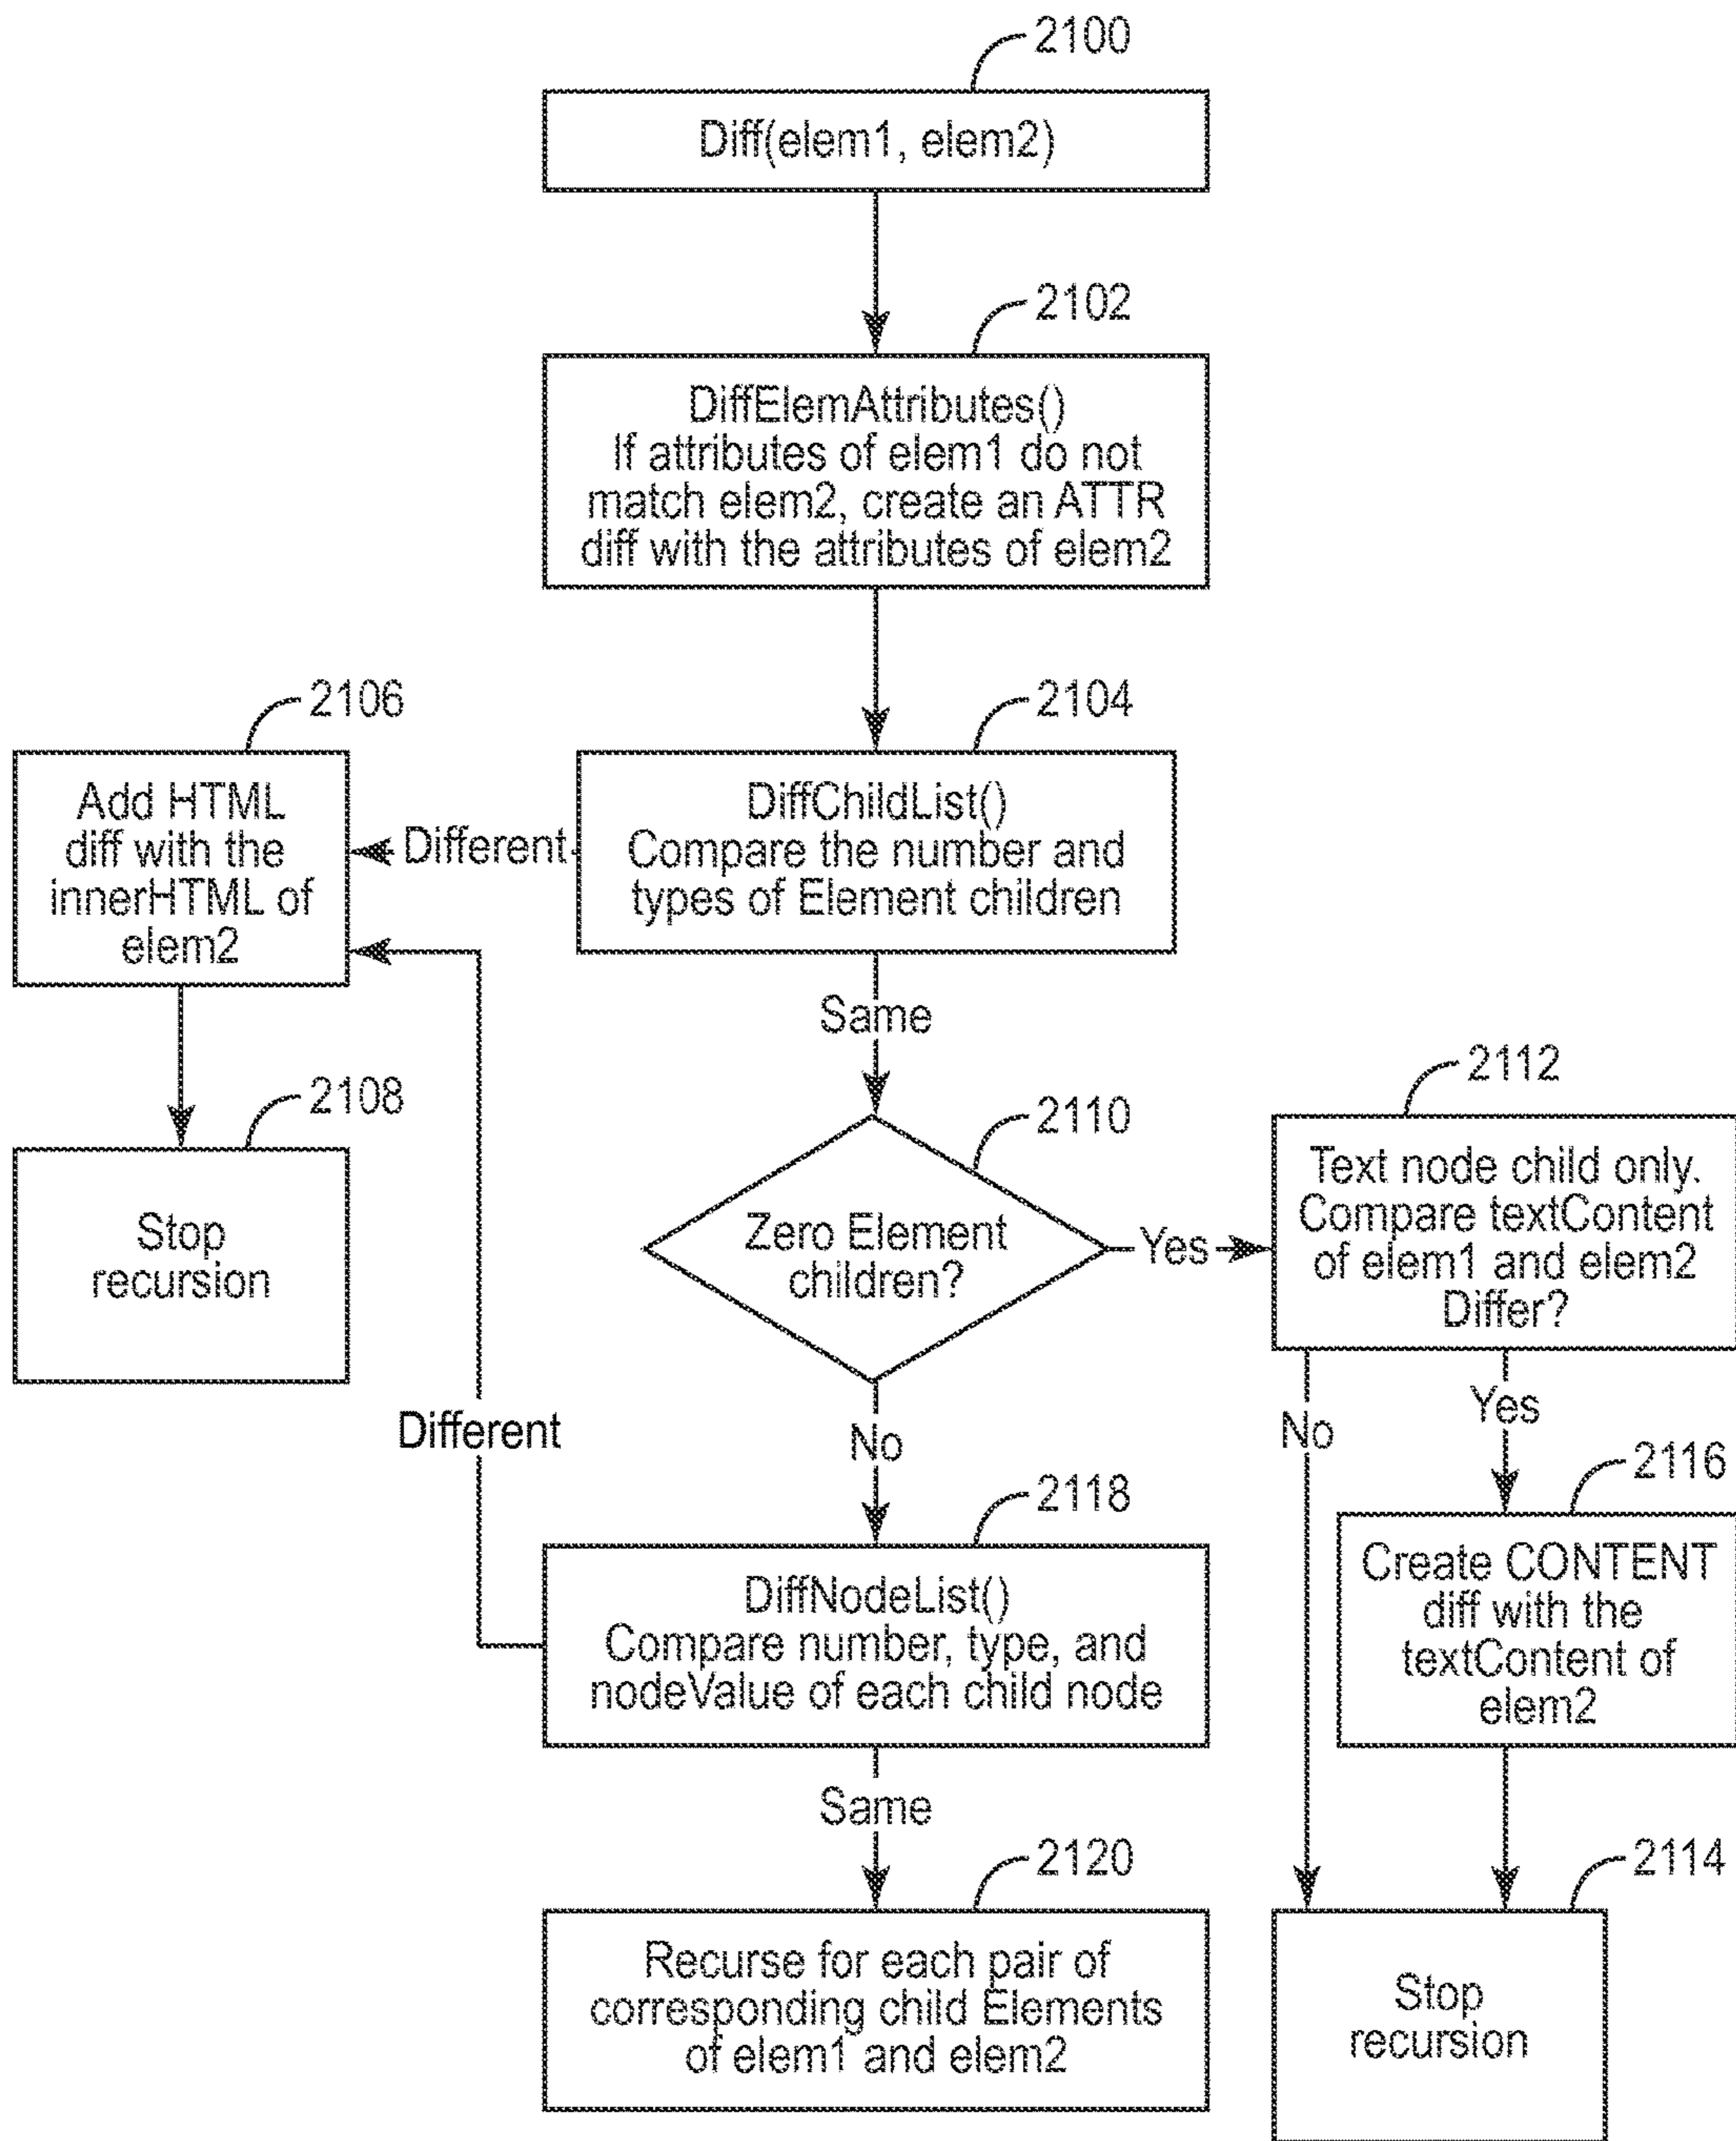 2100
Diff(elem1, elem2)
2102
DiffElemAttributes()
If attributes of elem1 do not
match elem2, create an ATTR
diff with the attributes of elem2
2106
Add HTML
diff with the
innerHTML of
elem2
Different
2104
DiffChildList()
Compare the number and
types of Element children
Same
2108
Stop
recursion
2110
Zero Element
children?
Yes
2112
Text node child only.
Compare textContent
of elem1 and elem2
Differ?
Different
No
No
Yes
2116
Create CONTENT
diff with the
textContent of
elem2
2118
DiffNodeList()
Compare number, type, and
nodeValue of each child node
Same
2120
Recurse for each pair of
corresponding child Elements
of elem1 and elem2
2114
Stop
recursion